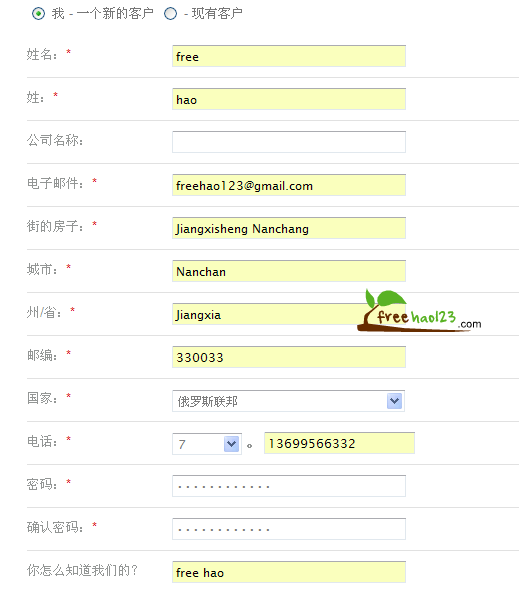 我 - 一个新的客户 - 现有客户
姓名：* free
姓：* hao
公司名称：
电子邮件：* freehao123@gmail.com
街的房子：* Jiangxisheng Nanchang
城市：* Nanchan
州/省：* Jiangxia
freehao123.com
邮编：* 330033
国家：* 俄罗斯联邦
电话：* 7 。 13699566332
密码：* ············
确认密码：* ············
你怎么知道我们的？ free hao